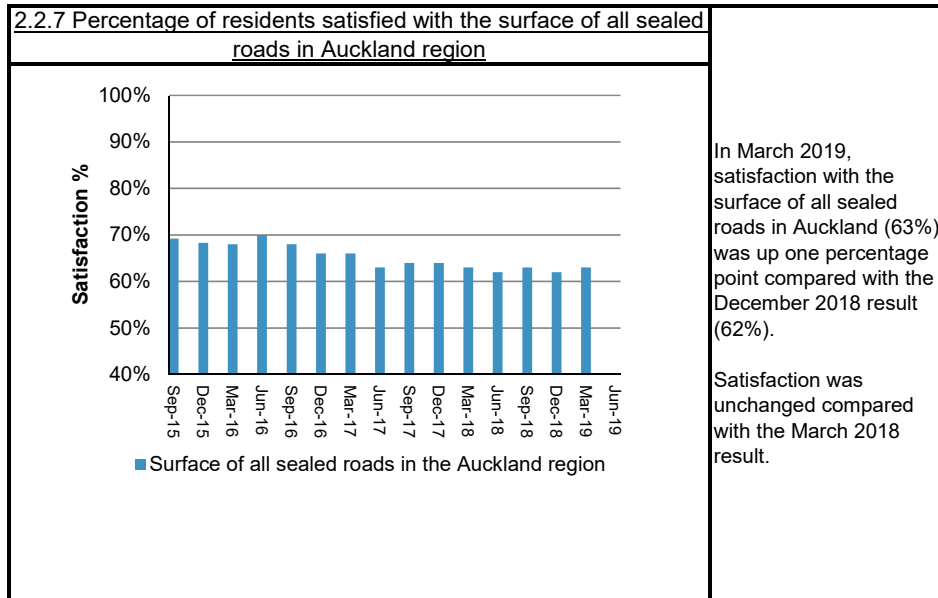 2.2.7 Percentage of residents satisfied with the surface of all sealed
roads in Auckland region
100%
90%
80%
70%
60%
50%
40%
Satisfaction %
Sep-15
Dec-15
Mar-16
Jun-16
Sep-16
Dec-16
Mar-17
Jun-17
Sep-17
Dec-17
Mar-18
Jun-18
Sep-18
Dec-18
Mar-19
Jun-19
Surface of all sealed roads in the Auckland region
In March 2019,
satisfaction with the
surface of all sealed
roads in Auckland (63%)
was up one percentage
point compared with the
December 2018 result
(62%).
Satisfaction was
unchanged compared
with the March 2018
result.